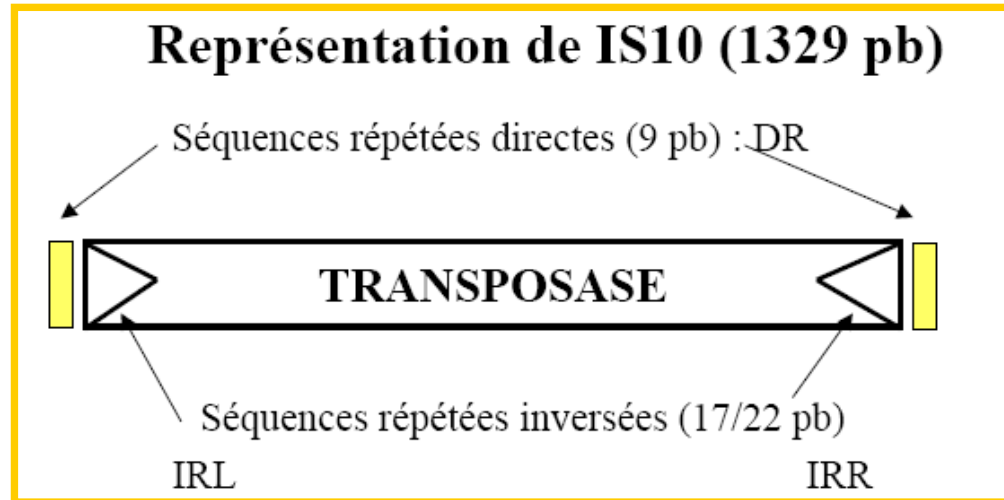 Représentation de IS10 (1329 pb)
Séquences répétées directes (9 pb) : DR
TRANSPOSASE
Séquences répétées inversées (17/22 pb)
IRL IRR